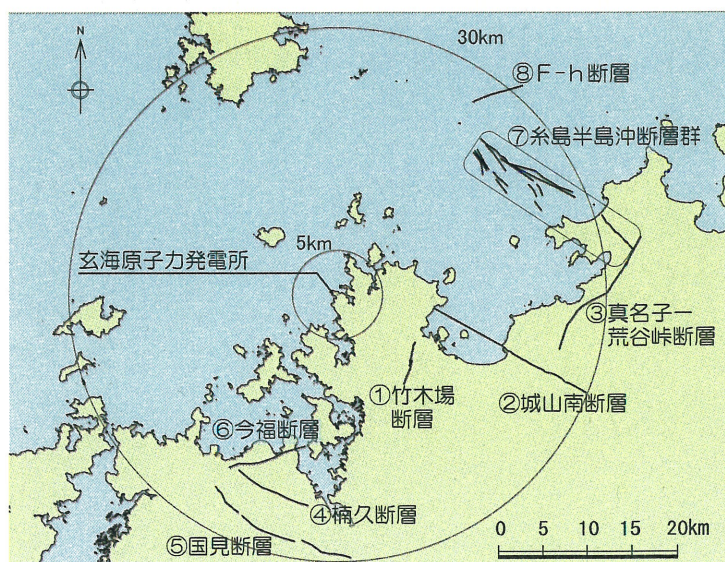 N
30km
⑧F-h断層
⑦糸島半島沖断層群
5km
玄海原子力発電所
③真名子ー
荒谷峠断層
①竹木場
断層
②城山南断層
⑥今福断層
④楠久断層
⑤国見断層
0 5 10 20km